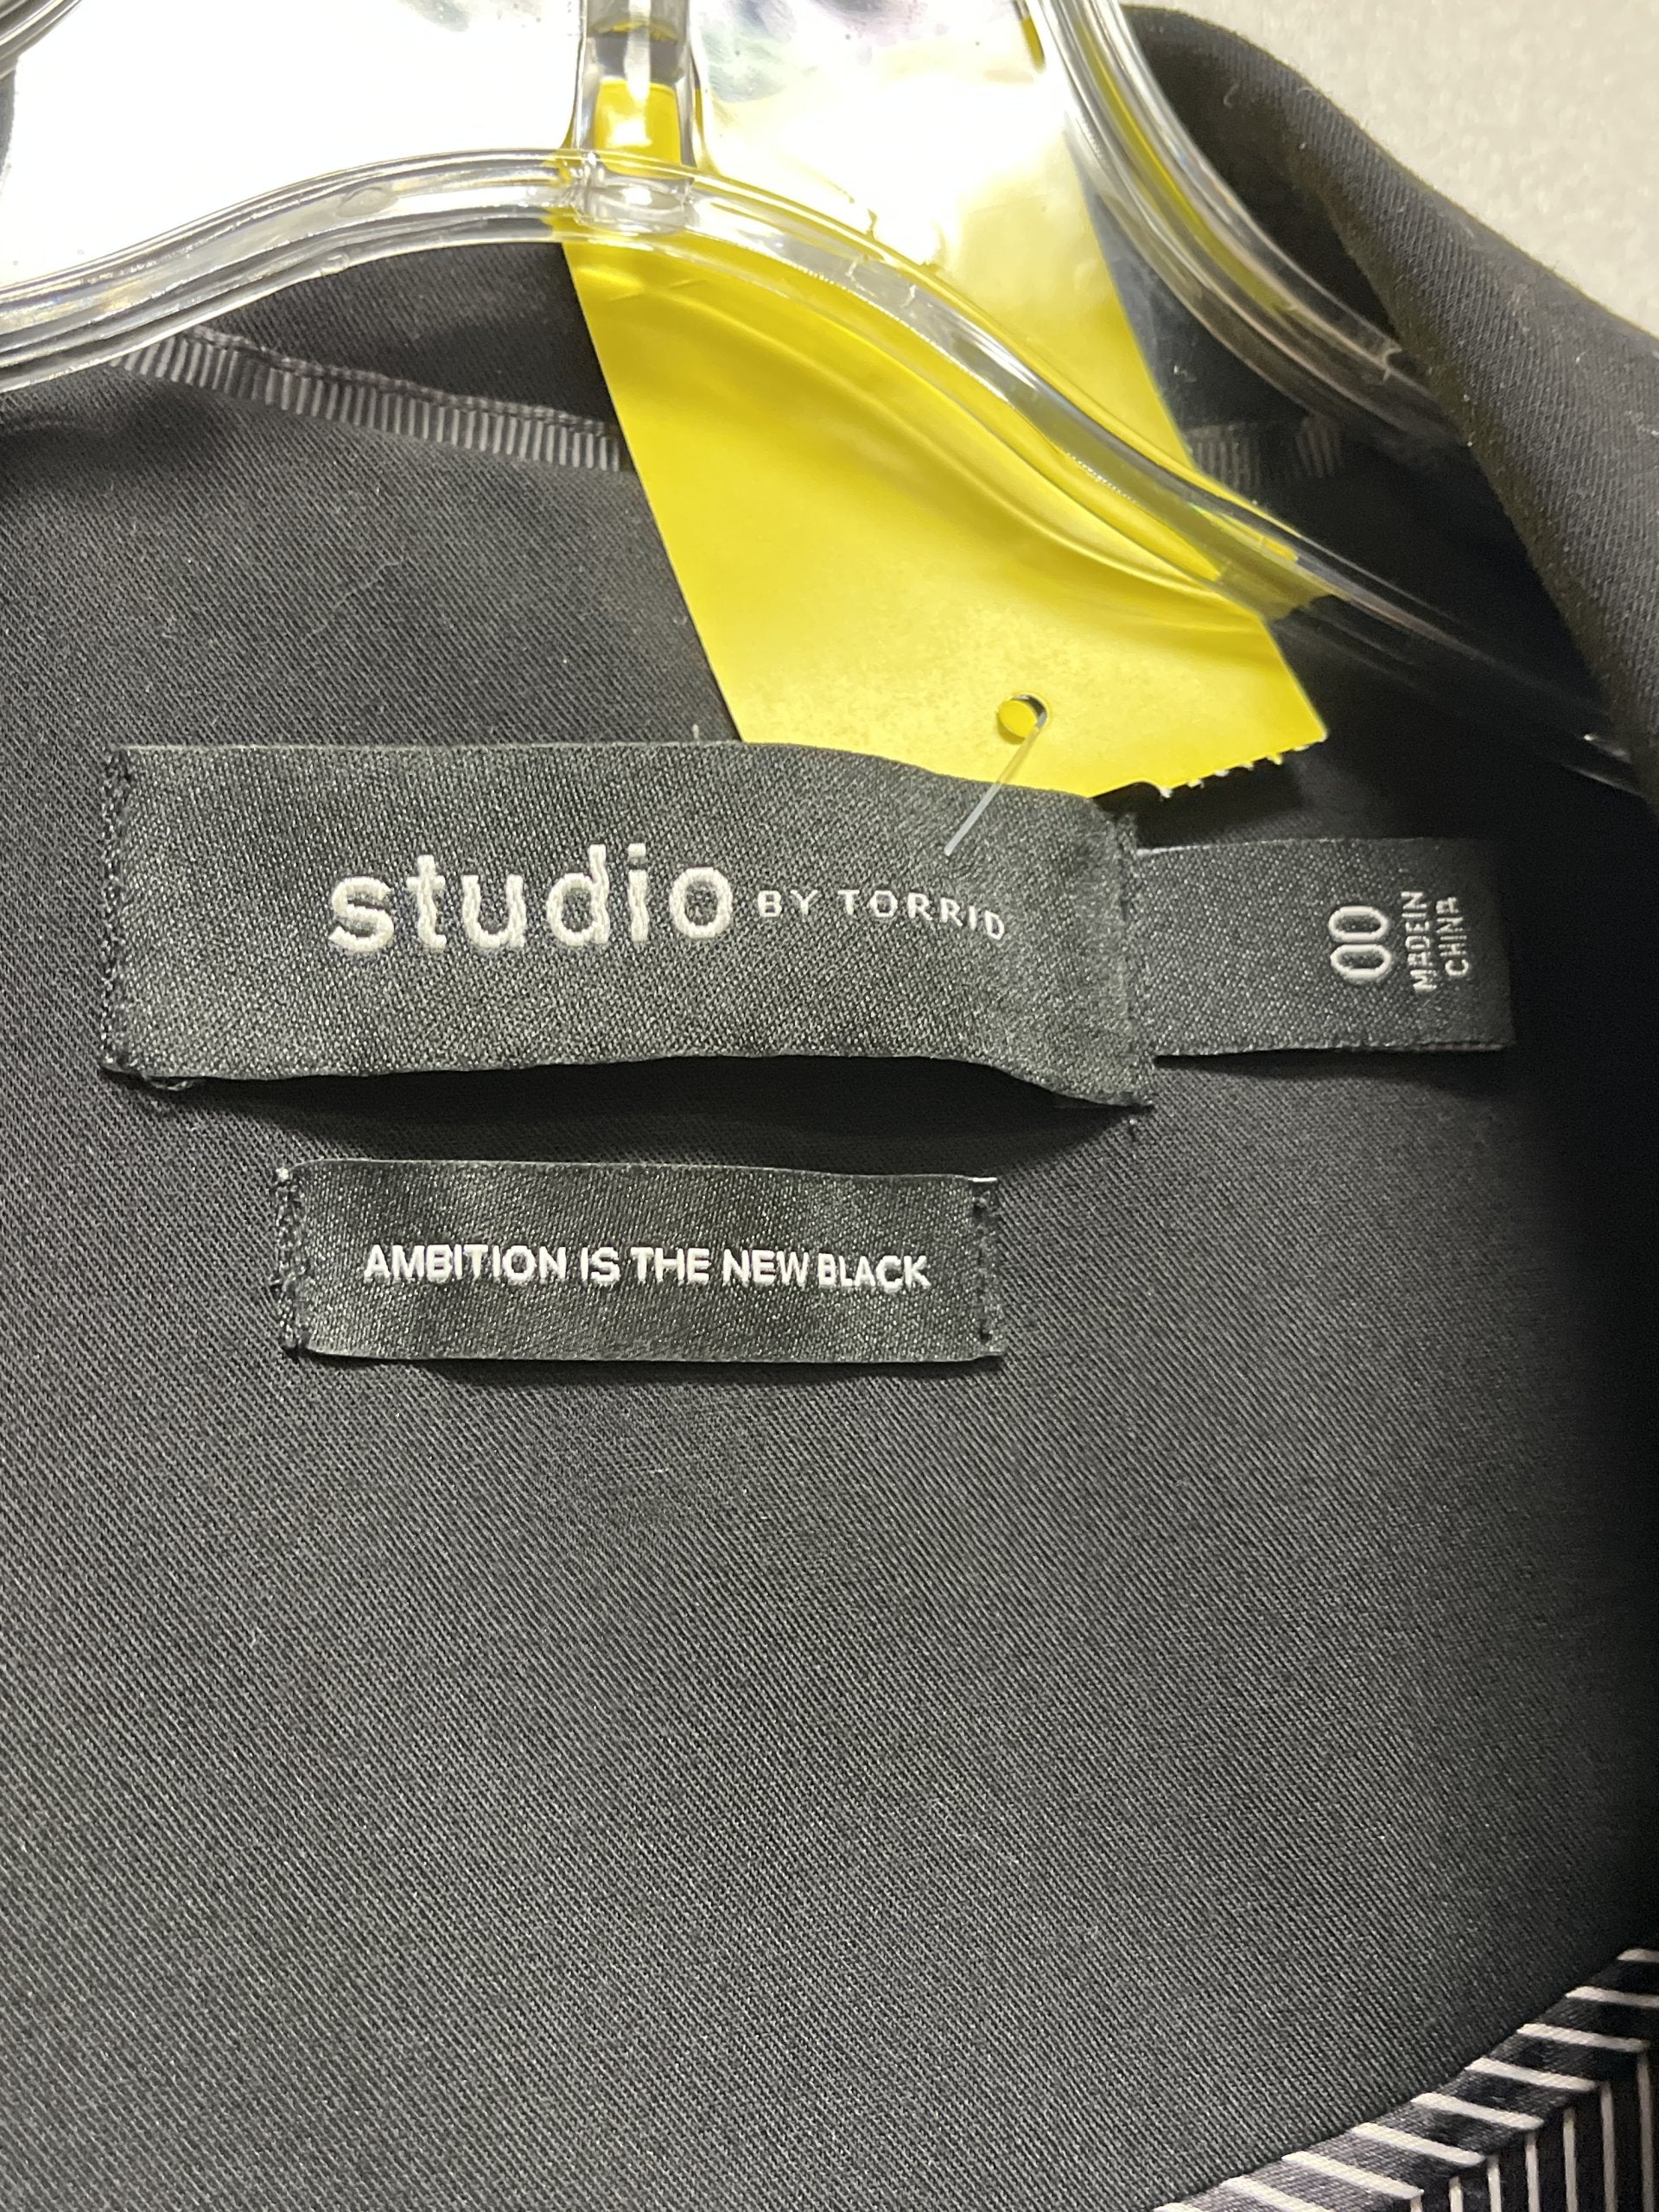 studio BY TORRID
00
MADE IN
CHINA
AMBITION IS THE NEW BLACK